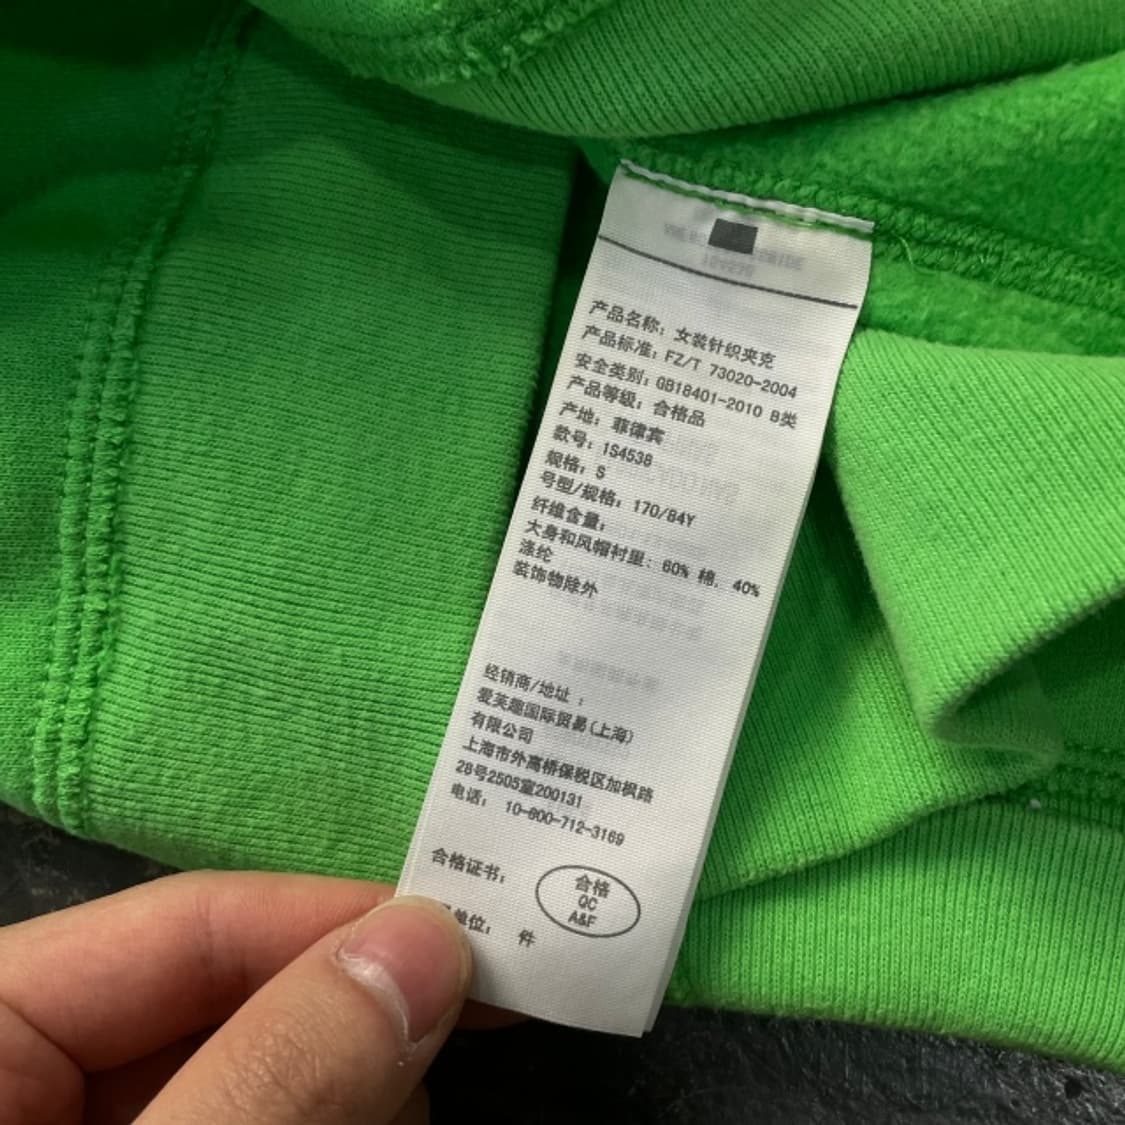 产品名称：女装针织夹克
产品标准：FZ/T 73020-2004
安全类别：GB18401-2010 B类
产品等级：合格品
产地：菲律宾
款号：1S4538
规格：S
号型/规格：170/84Y
纤维含量：
大身和风帽衬里：60% 棉，40%
涤纶
装饰物除外
经销商/地址：
爱芙趣国际贸易(上海)
有限公司
上海市外高桥保税区加枫路
28号2505室200131
电话：10-800-712-3169
合格证书：
合格
QC
A&F
单位：件